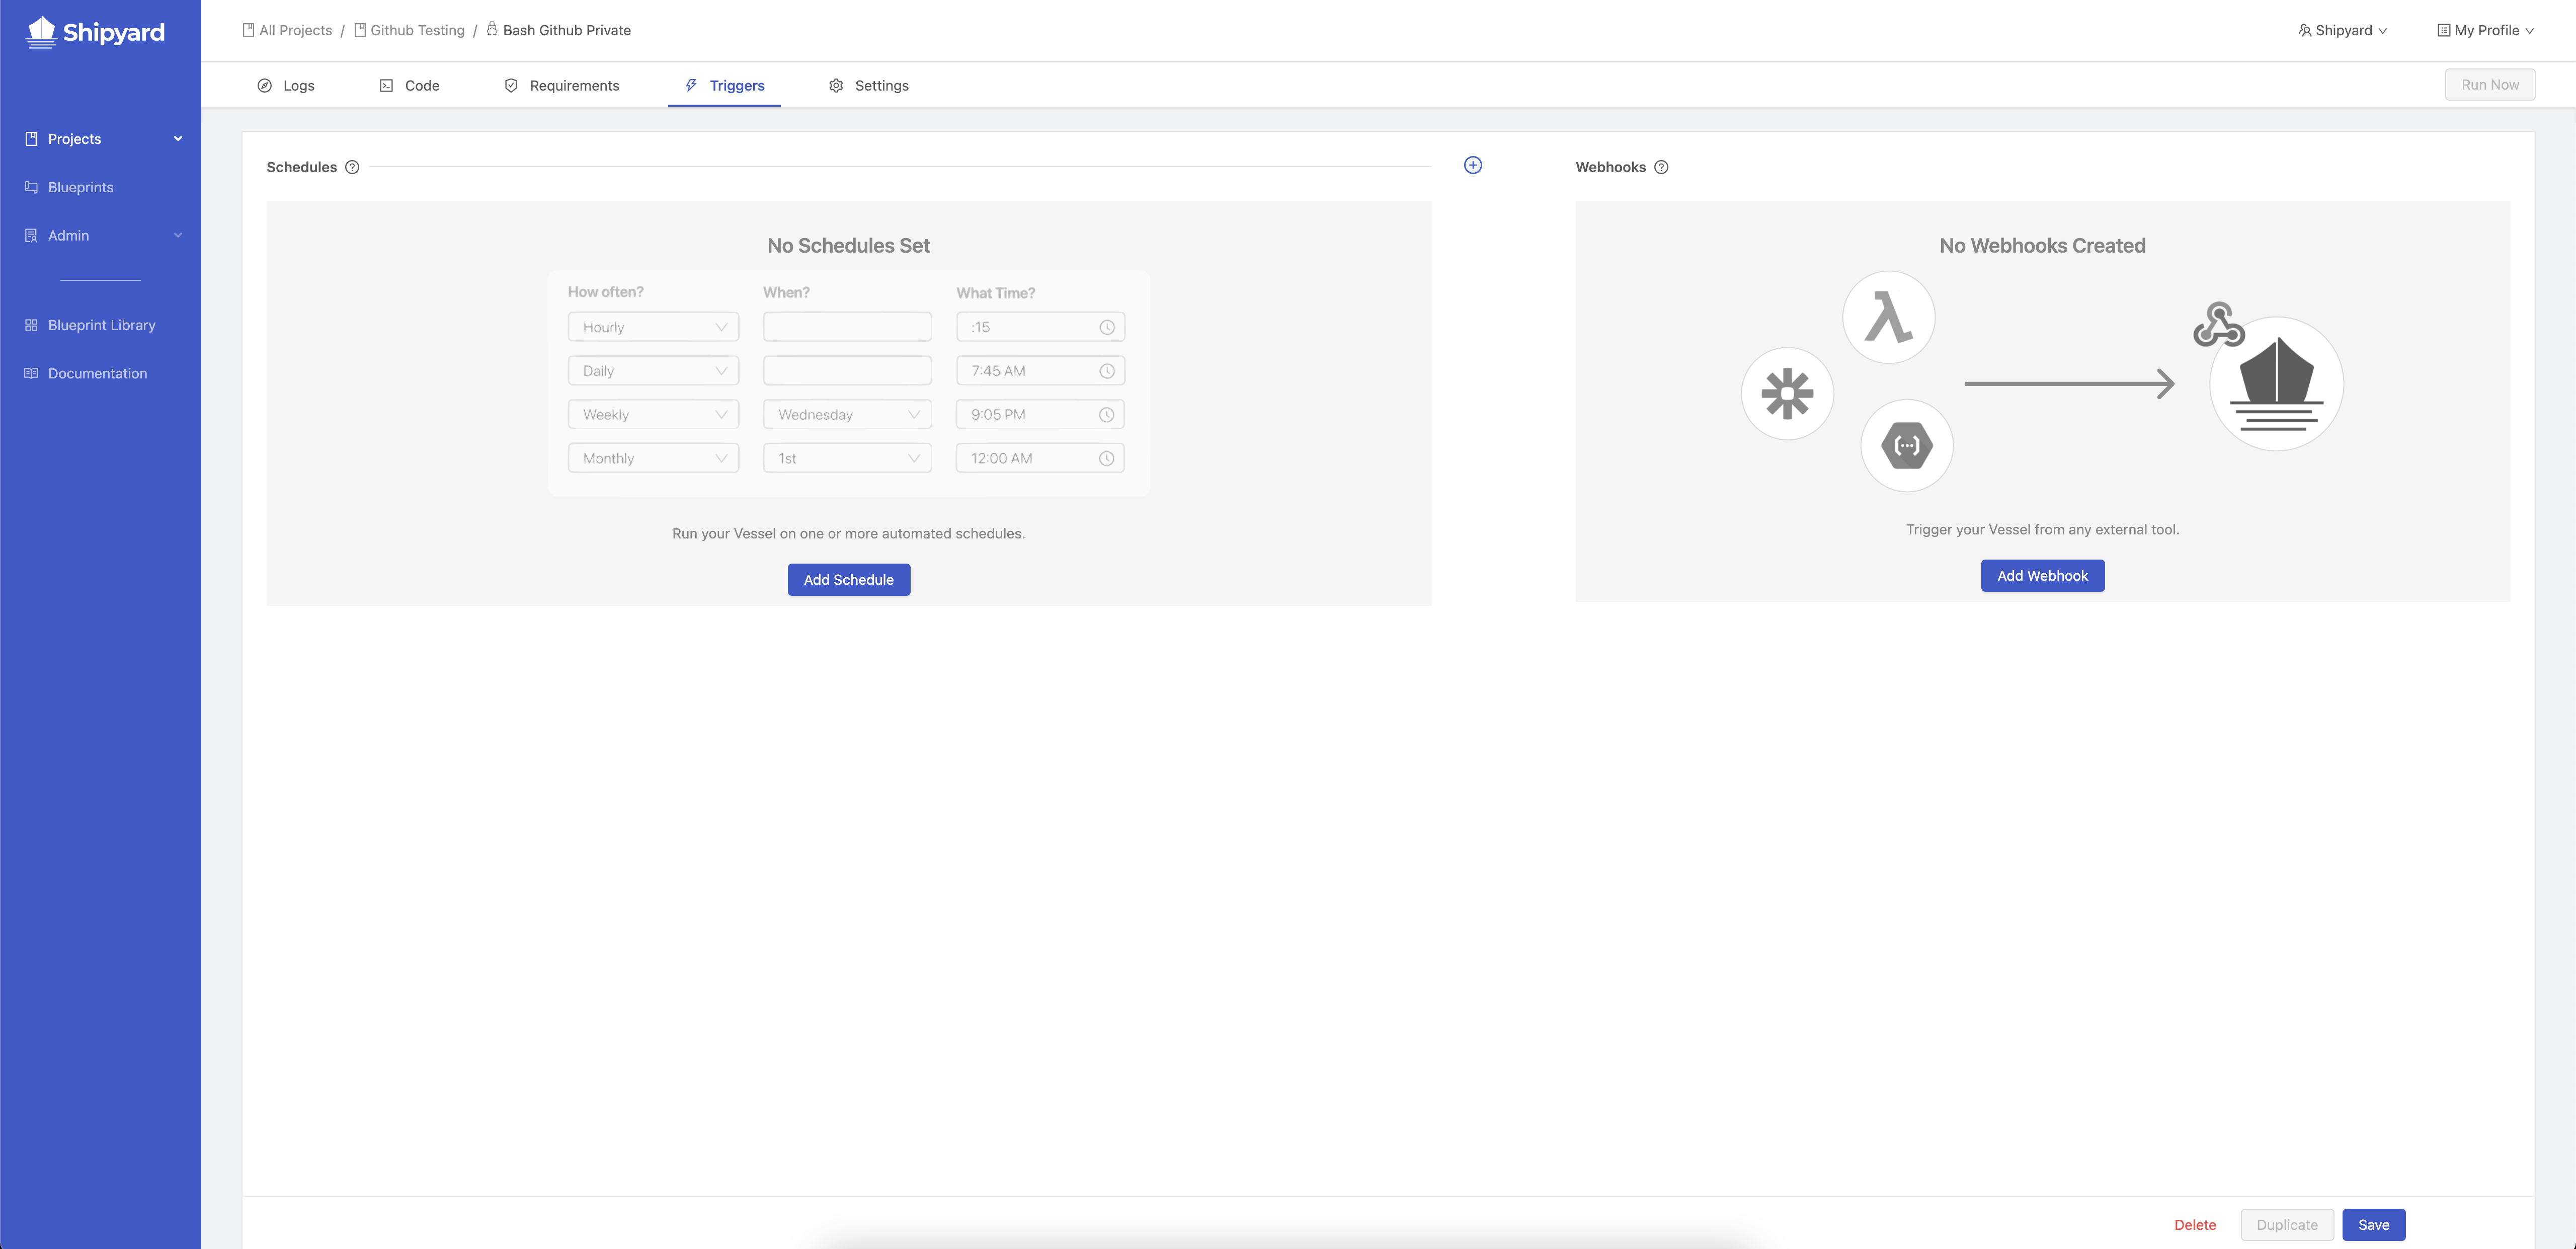 Shipyard
All Projects / Github Testing / Bash Github Private
Shipyard
My Profile
Logs
Code
Requirements
Triggers
Settings
Run Now
Projects
Blueprints
Admin
Blueprint Library
Documentation
Schedules
No Schedules Set
How often? When? What Time?
Hourly :15
Daily 7:45 AM
Weekly Wednesday 9:05 PM
Monthly 1st 12:00 AM
Run your Vessel on one or more automated schedules.
Add Schedule
Webhooks
No Webhooks Created
Trigger your Vessel from any external tool.
Add Webhook
Delete
Duplicate
Save